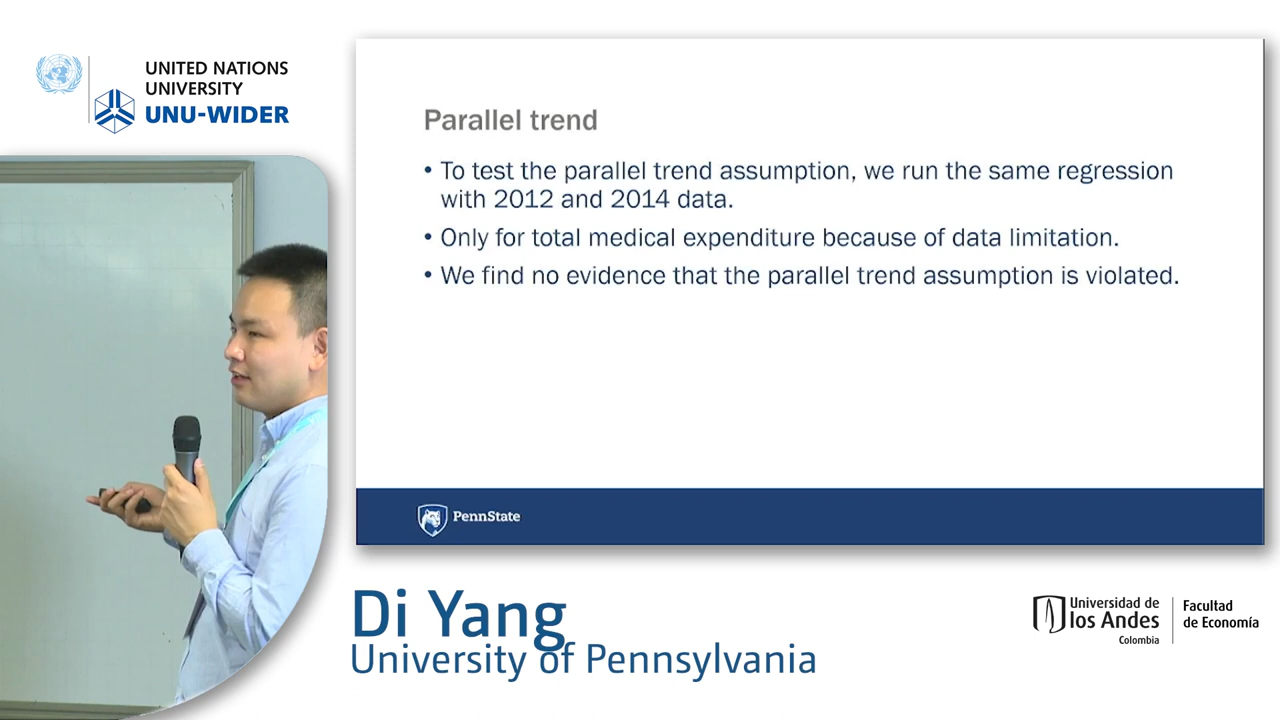 UNITED NATIONS
UNIVERSITY
UNU-WIDER
Parallel trend
• To test the parallel trend assumption, we run the same regression
with 2012 and 2014 data.
• Only for total medical expenditure because of data limitation.
• We find no evidence that the parallel trend assumption is violated.
PennState
Di Yang
University of Pennsylvania
Universidad de
los Andes
Colombia
Facultad
de Economía